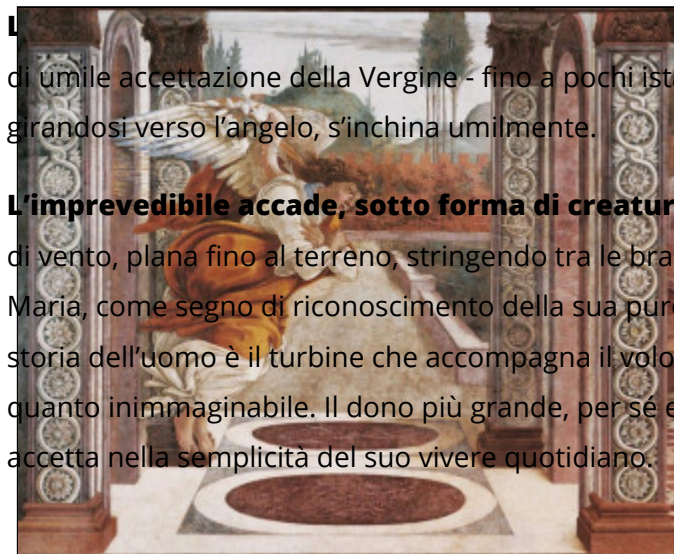 L
di umile accettazione della Vergine - fino a pochi ista
girandosi verso l'angelo, s'inchina umilmente.
L'imprevedibile accade, sotto forma di creatur
di vento, plana fino al terreno, stringendo tra le bra
Maria, come segno di riconoscimento della sua pure
storia dell'uomo è il turbine che accompagna il volo
quanto inimmaginabile. Il dono più grande, per sé e
accetta nella semplicità del suo vivere quotidiano.